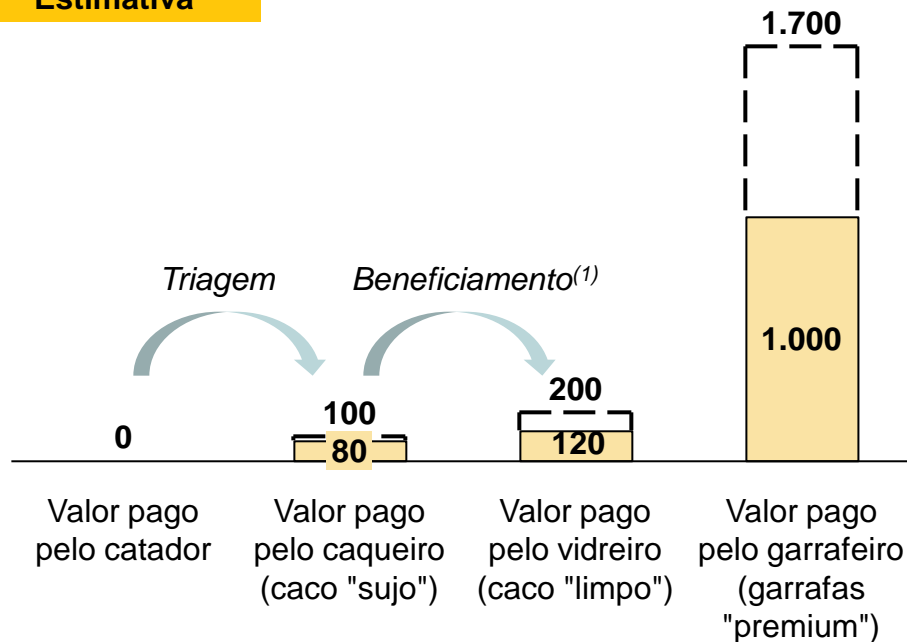 Estimativa
1.700
Triagem
Beneficiamento(1)
1.000
200
100
0
80
120
Valor pago
pelo catador
Valor pago
pelo caqueiro
(caco "sujo")
Valor pago
pelo vidreiro
(caco "limpo")
Valor pago
pelo garrafeiro
(garrafas
"premium")